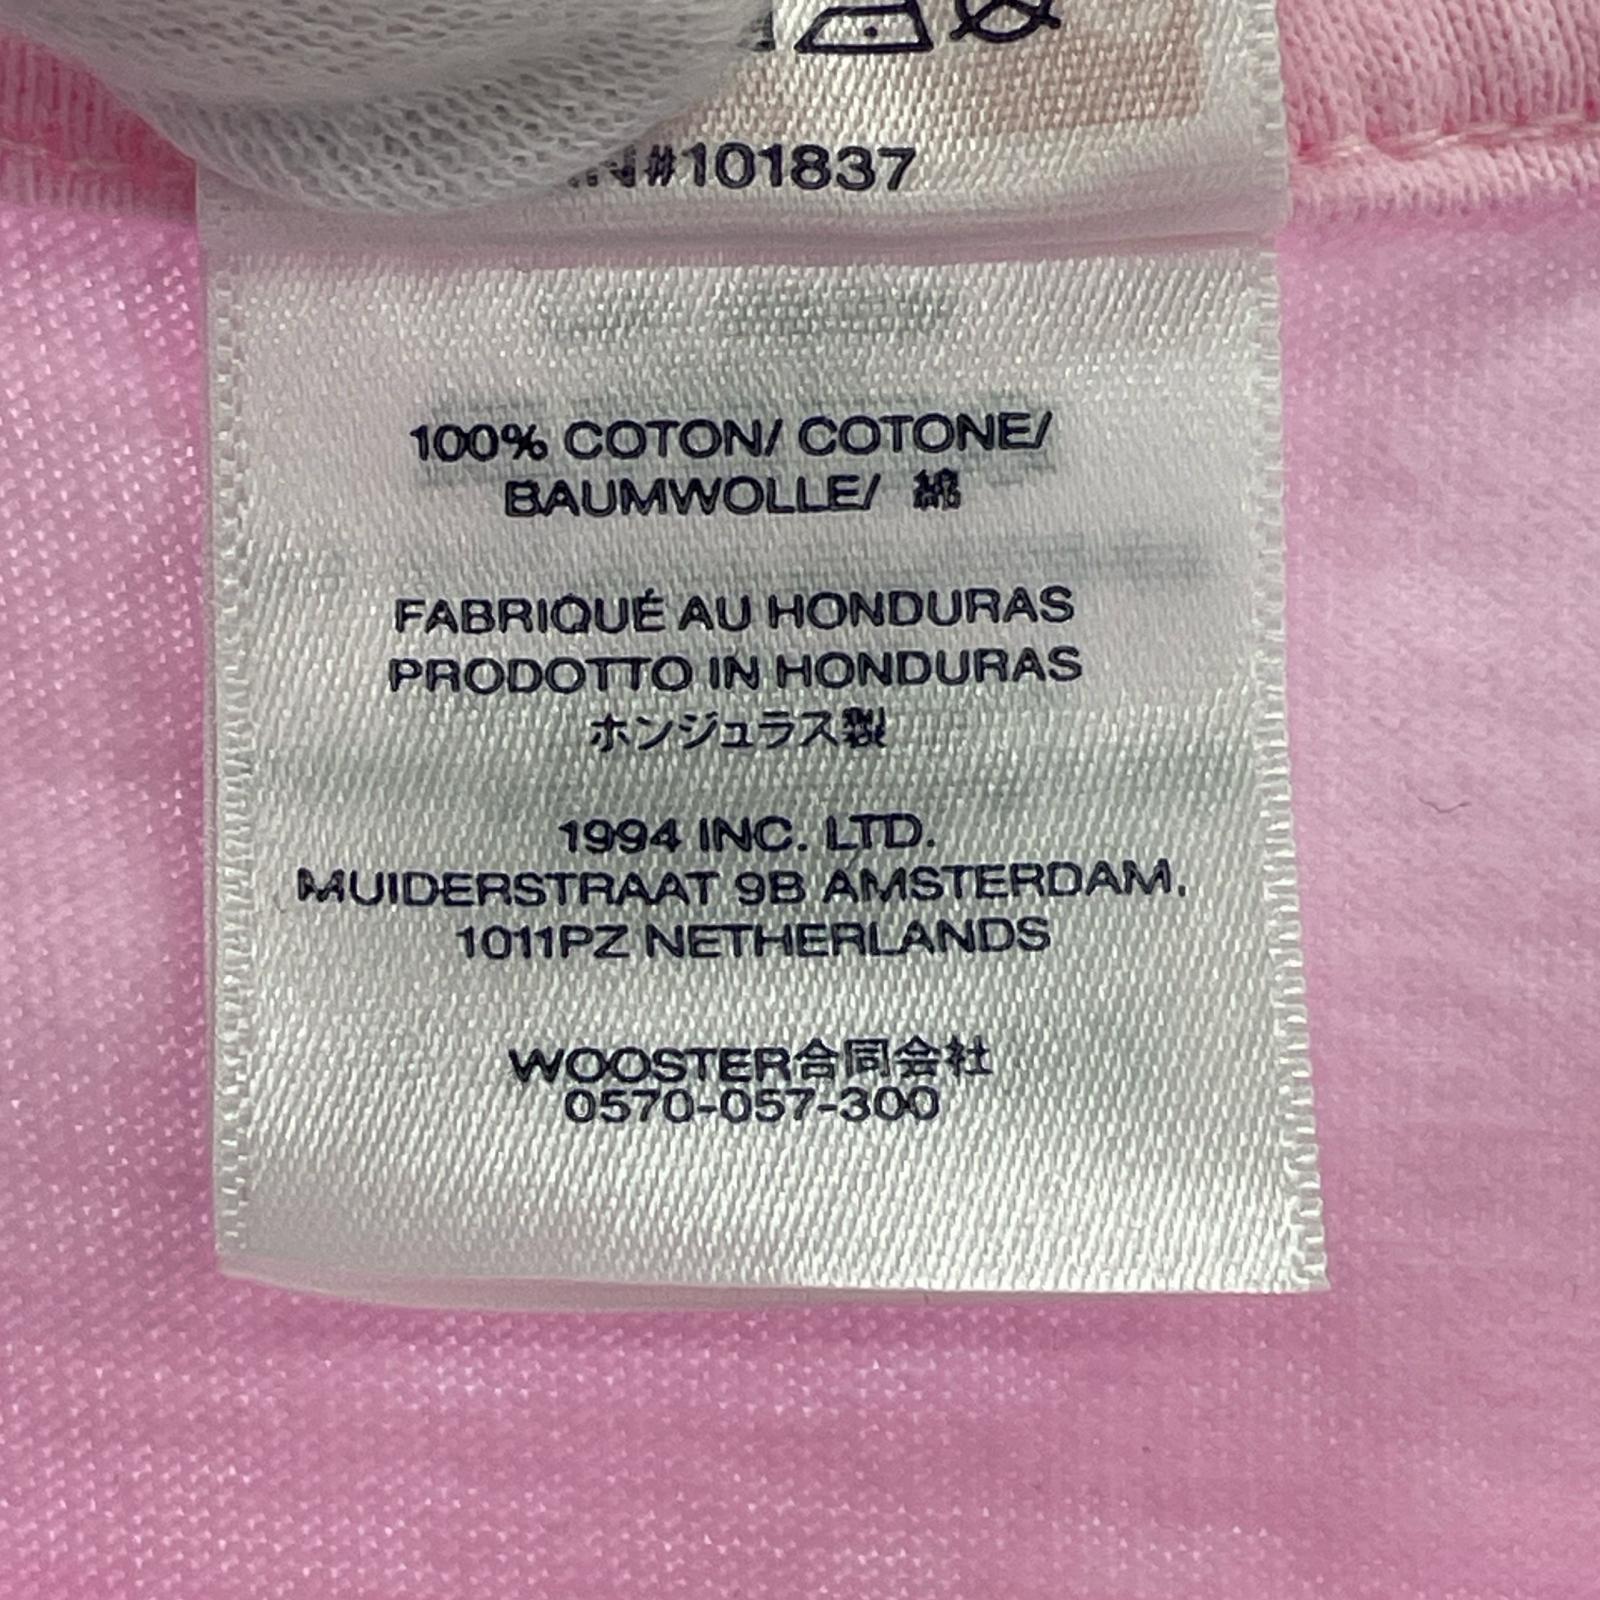 RN#101837
100% COTON/ COTONE/
BAUMWOLLE/ 綿
FABRIQUÉ AU HONDURAS
PRODOTTO IN HONDURAS
ホンジュラス製
1994 INC. LTD.
MUIDERSTRAAT 9B AMSTERDAM,
1011PZ NETHERLANDS
WOOSTER合同会社
0570-057-300